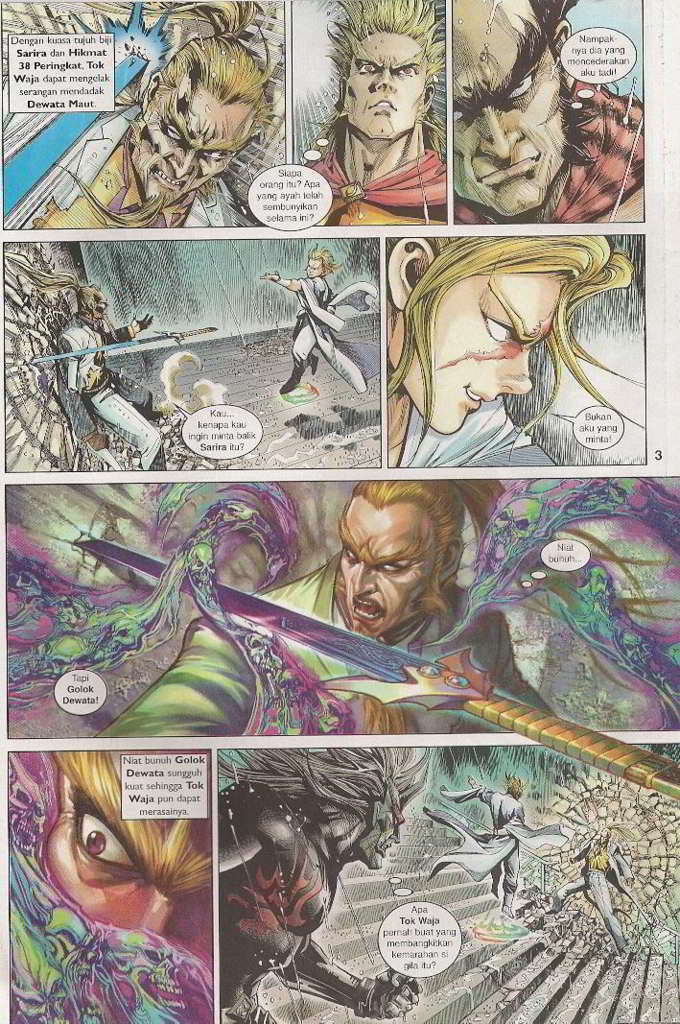 Dengan kuasa tujuh biji
Sarira dan Hikmat
38 Peringkat, Tok
Waja dapat mengelak
serangan mendadak
Dewata Maut.
Siapa
orang itu? Apa
yang ayah telah
sembunyikan
selama ini?
Nampak-
nya dia yang
mencederakan
aku tadi!
Kau...
kenapa kau
ingin minta balik
Sarira itu?
Bukan
aku yang
minta!
3
Niat
bunuh...
Tapi
Golok
Dewata!
Niat bunuh Golok
Dewata sungguh
kuat sehingga Tok
Waja pun dapat
merasainya.
Apa
Tok Waja
pernah buat yang
membangkitkan
kemarahan si
gila itu?